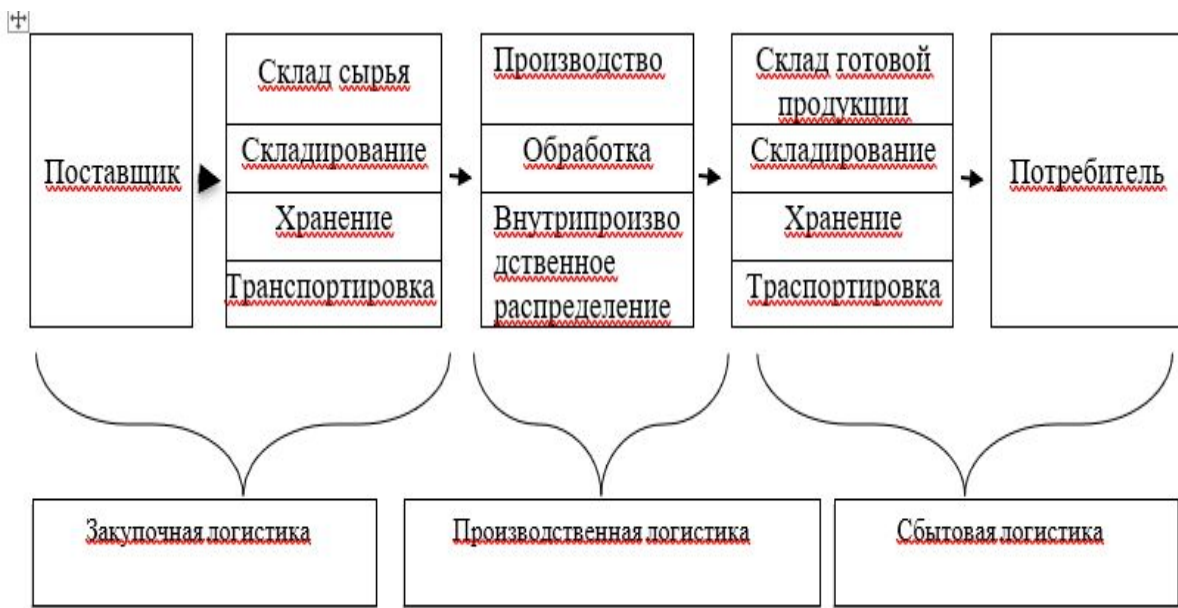 Поставщик
Склад сырья
Складирование
Хранение
Транспортировка
Производство
Обработка
Внутрипроизво
дственное
распределение
Склад готовой
продукции
Складирование
Хранение
Траспортировка
Потребитель
Закупочная логистика
Производственная логистика
Сбытовая логистика